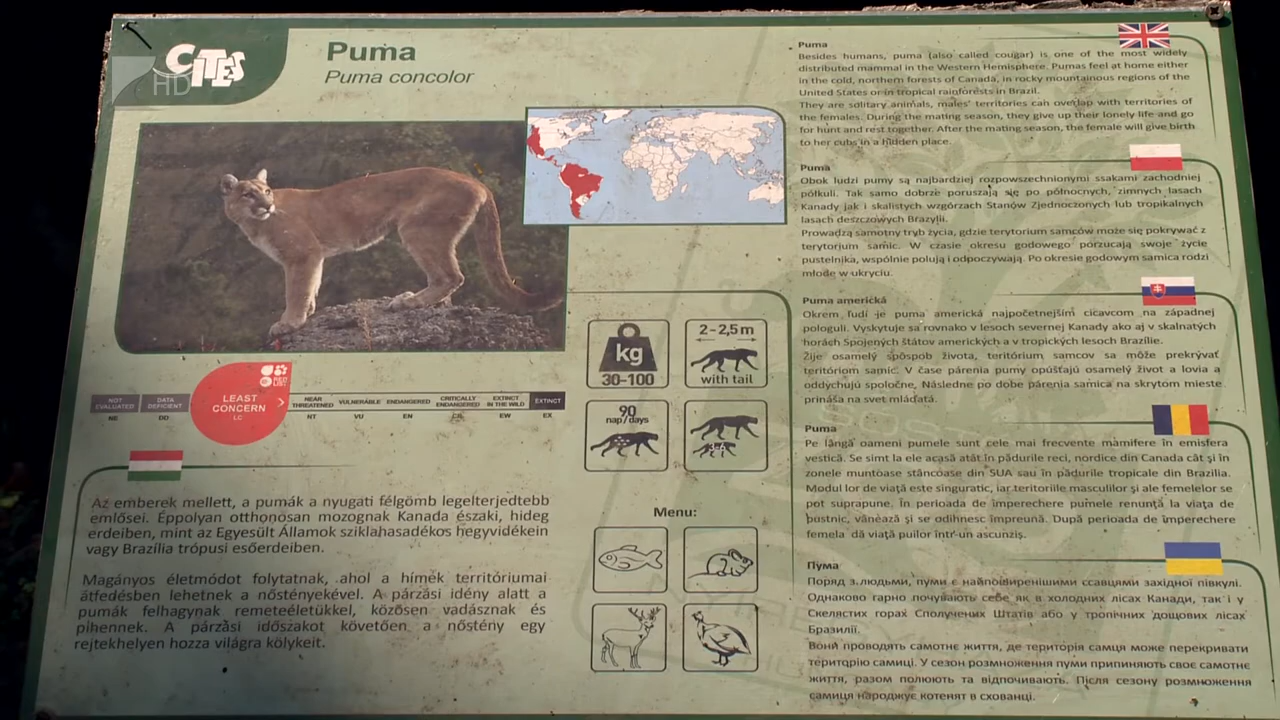 CITES
HD
Puma
Puma concolor
kg
30-100
2-2,5 m
with tail
90
nap/days
Menu:
LEAST
CONCERN
LC
NOT
EVALUATED
NE
DATA
DEFICIENT
DD
NEAR
THREATENED
NT
VULNERABLE
VU
ENDANGERED
EN
CRITICALLY
ENDANGERED
CR
EXTINCT
IN THE WILD
EW
EXTINCT
EX
Az emberek mellett, a pumák a nyugati félgömb legelterjedtebb
emlősei. Éppolyan otthonosan mozognak Kanada északi, hideg
erdeiben, mint az Egyesült Államok sziklahasadékos hegyvidékein
vagy Brazília trópusi esőerdeiben.
Magányos életmódot folytatnak, ahol a hímek territóriumai
átfedésben lehetnek a nőstényekével. A párzási idény alatt a
pumák felhagynak remeteéletükkel, közösen vadásznak és
pihennek. A párzási időszakot követően a nőstény egy
rejtekhelyen hozza világra kölykeit.
Puma
Besides humans, puma (also called cougar) is one of the most widely
distributed mammal in the Western Hemisphere. Pumas feel at home either
in the cold, northern forests of Canada, in rocky mountainous regions of the
United States or in tropical rainforests in Brazil.
They are solitary animals, males' territories can overlap with territories of
the females. During the mating season, they give up their lonely life and go
for hunt and rest together. After the mating season, the female will give birth
to her cubs in a hidden place.
Puma
Obok ludzi pumy są najbardziej rozpowszechnionymi ssakami zachodniej
półkuli. Tak samo dobrze poruszają się po północnych, zimnych lasach
Kanady jak i skalistych wzgórzach Stanów Zjednoczonych lub tropikalnych
lasach deszczowych Brazylii.
Prowadzą samotny tryb życia, gdzie terytorium samców może się pokrywać z
terytorium samic. W czasie okresu godowego porzucają swoje życie
pustelnika, wspólnie polują i odpoczywają. Po okresie godowym samica rodzi
młode w ukryciu.
Puma americká
Okrem ľudí je puma americká najpočetnejším cicavcom na západnej
pologuli. Vyskytuje sa rovnako v lesoch severnej Kanady ako aj v skalnatých
horách Spojených štátov amerických a v tropických lesoch Brazílie.
Žije osamelý spôsob života, teritórium samcov sa môže prekrývať
teritóriom samic. V čase párenia pumy opúšťajú osamelý život a lovia a
oddýchujú spoločne, Následne po dobe párenia samica na skrytom mieste
prináša na svet mláďatá.
Puma
Pe lângă oameni pumele sunt cele mai frecvente mamifere în emisfera
vestică. Se simt la ele acasă atât în pădurile reci, nordice din Canada cât și în
zonele muntoase stâncoase din SUA sau în pădurile tropicale din Brazilia.
Modul lor de viață este singuratic, iar teritoriile masculilor și ale femelelor se
pot suprapune. În perioada de împerechere pumele renunță la viața de
pustnic, vânează și se odihnesc împreună. După perioada de împerechere
femela dă viață puilor într-un ascunziș.
Пума
Поряд з людьми, пуми є найпоширенішими ссавцями західної півкулі.
Однаково гарно почувають себе як в холодних лісах Канади, так і у
Скелястих горах Сполучених Штатів або у тропічних дощових лісах
Бразилії.
Вони проводять самотнє життя, де територія самця може перекривати
територію самиці. У сезон розмноження пуми припиняють своє самотнє
життя, разом полюють та відпочивають. Після сезону розмноження
самиця народжує котенят в схованці.